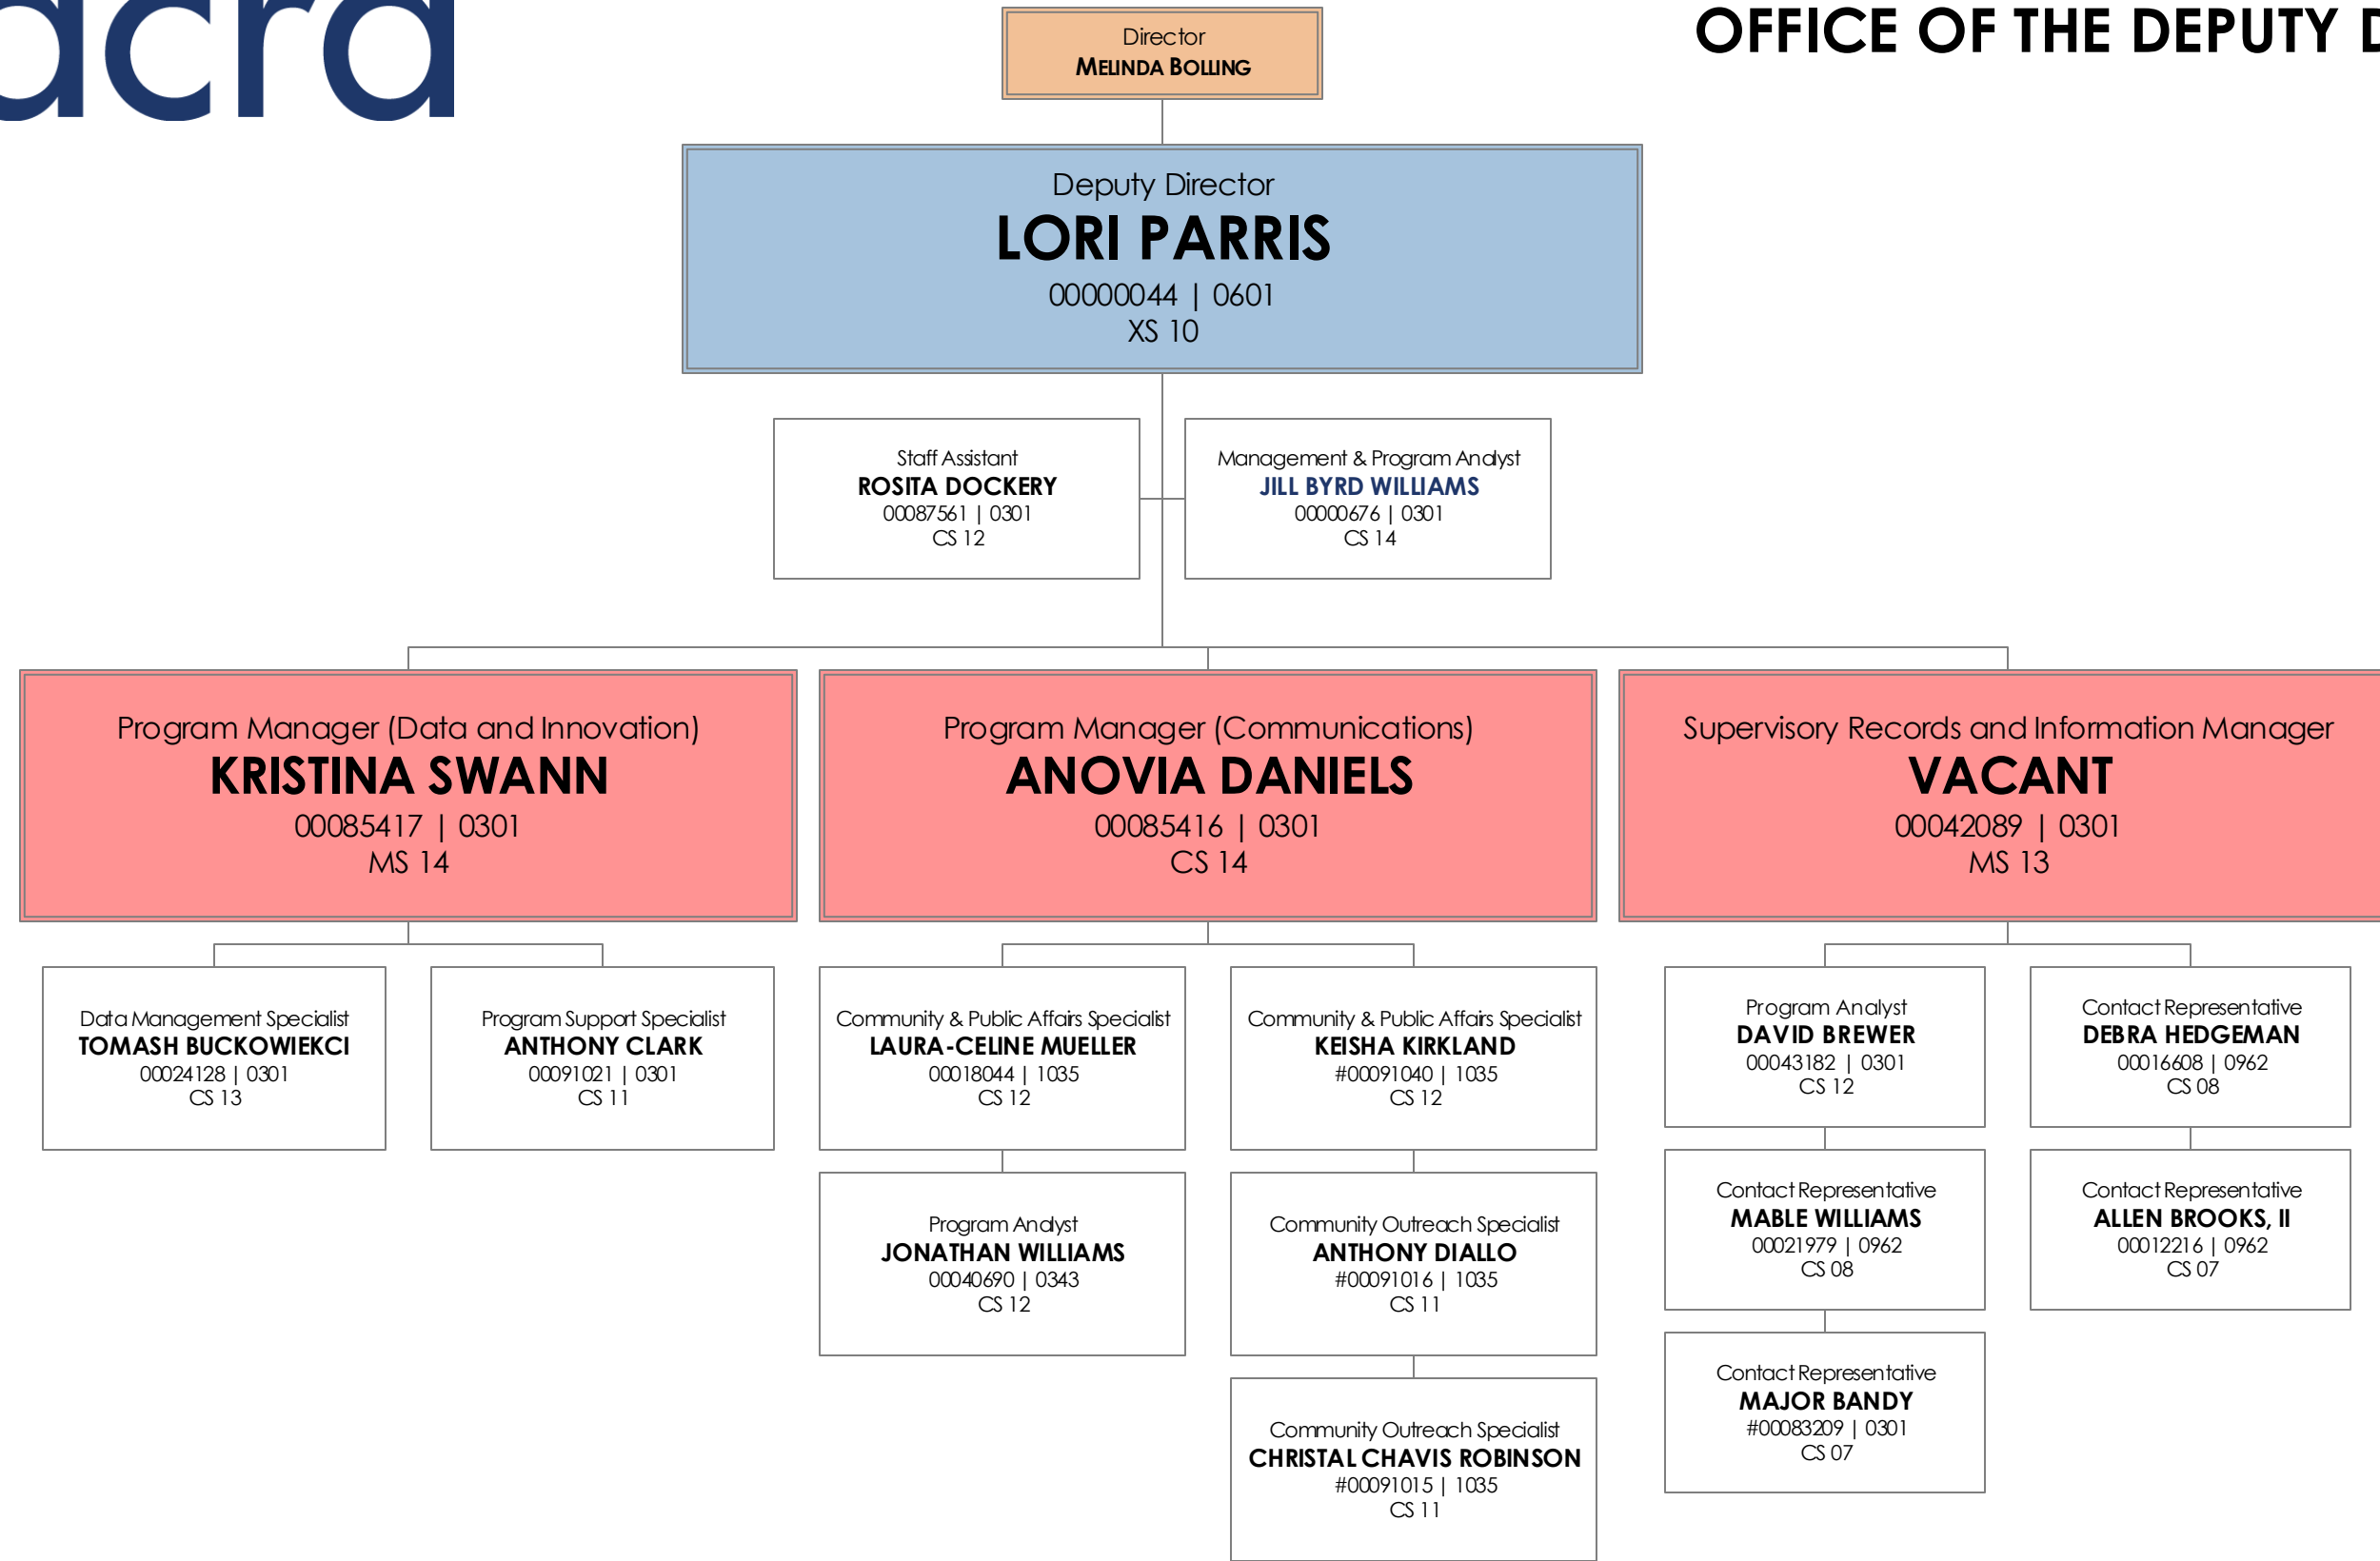 acra
OFFICE OF THE DEPUTY
Director
MELINDA BOLLING
Deputy Director
LORI PARRIS
00000044 | 0601
XS 10
Staff Assistant
ROSITA DOCKERY
00087561 | 0301
CS 12
Management & Program Analyst
JILL BYRD WILLIAMS
00000676 | 0301
CS 14
Program Manager (Data and Innovation)
KRISTINA SWANN
00085417 | 0301
MS 14
Program Manager (Communications)
ANOVIA DANIELS
00085416 | 0301
CS 14
Supervisory Records and Information Manager
VACANT
00042089 | 0301
MS 13
Data Management Specialist
TOMASH BUCKOWIEKCI
00024128 | 0301
CS 13
Program Support Specialist
ANTHONY CLARK
00091021 | 0301
CS 11
Community & Public Affairs Specialist
LAURA-CELINE MUELLER
00018044 | 1035
CS 12
Community & Public Affairs Specialist
KEISHA KIRKLAND
#00091040 | 1035
CS 12
Program Analyst
DAVID BREWER
00043182 | 0301
CS 12
Contact Representative
DEBRA HEDGEMAN
00016608 | 0962
CS 08
Program Analyst
JONATHAN WILLIAMS
00040690 | 0343
CS 12
Community Outreach Specialist
ANTHONY DIALLO
#00091016 | 1035
CS 11
Contact Representative
MABLE WILLIAMS
00021979 | 0962
CS 08
Contact Representative
ALLEN BROOKS, II
00012216 | 0962
CS 07
Community Outreach Specialist
CHRISTAL CHAVIS ROBINSON
#00091015 | 1035
CS 11
Contact Representative
MAJOR BANDY
#00083209 | 0301
CS 07